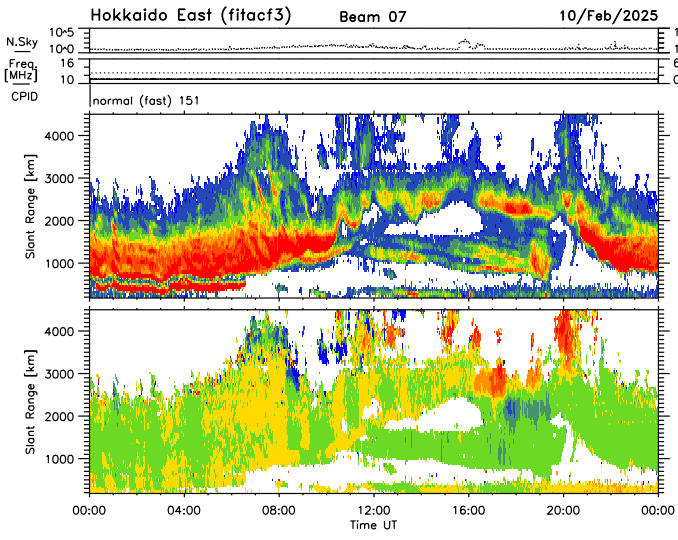 Hokkaido East (fitacf3) Beam 07 10/Feb/2025
N.Sky 10^5 10^0 1 1
Freq. [MHz] 16 10 6 8
CPID normal (fast) 151
Slant Range [km] 4000 3000 2000 1000
Slant Range [km] 4000 3000 2000 1000
00:00 04:00 08:00 12:00 16:00 20:00 00:00
Time UT